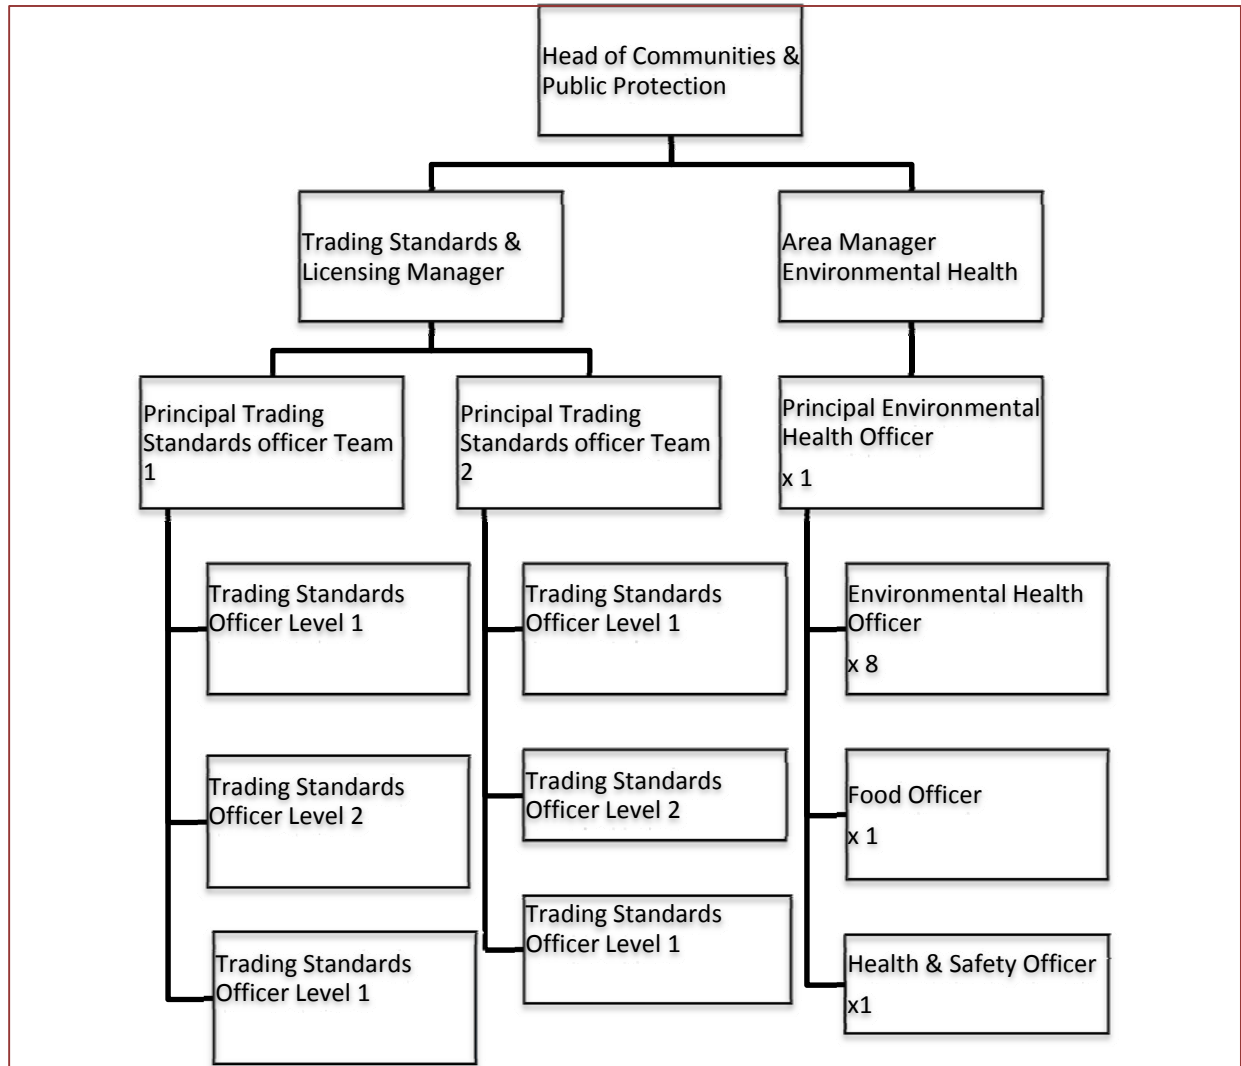 Head of Communities &
Public Protection
Trading Standards &
Licensing Manager
Area Manager
Environmental Health
Principal Trading
Standards officer Team
1
Principal Trading
Standards officer Team
2
Principal Environmental
Health Officer
x 1
Trading Standards
Officer Level 1
Trading Standards
Officer Level 1
Environmental Health
Officer
x 8
Trading Standards
Officer Level 2
Trading Standards
Officer Level 2
Food Officer
x 1
Trading Standards
Officer Level 1
Trading Standards
Officer Level 1
Health & Safety Officer
x1